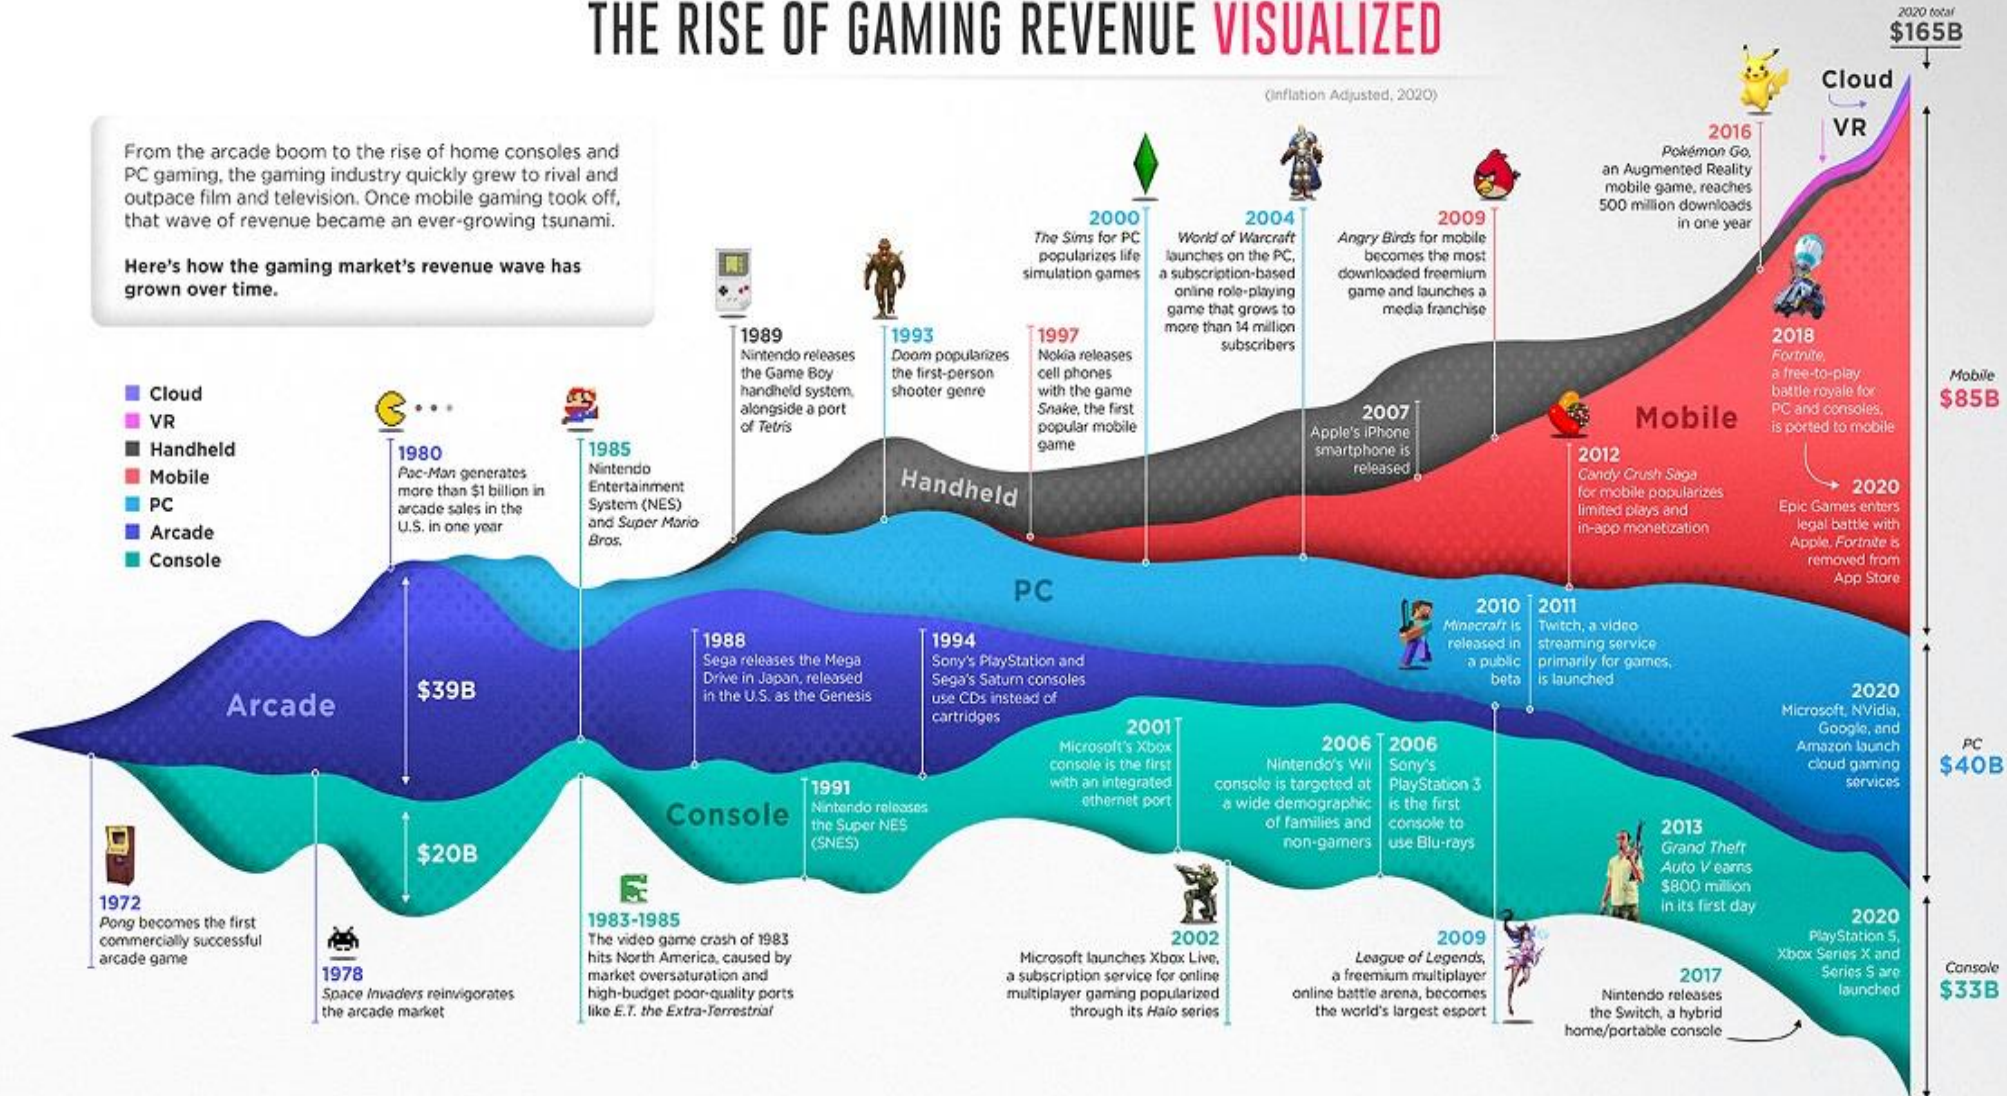 THE RISE OF GAMING REVENUE VISUALIZED
(Inflation Adjusted, 2020)
2020 total
$165B
From the arcade boom to the rise of home consoles and
PC gaming, the gaming industry quickly grew to rival and
outpace film and television. Once mobile gaming took off,
that wave of revenue became an ever-growing tsunami.
Here's how the gaming market's revenue wave has
grown over time.
Cloud
VR
Handheld
Mobile
PC
Arcade
Console
1980
Pac-Man generates
more than $1 billion in
arcade sales in the
U.S. in one year
1985
Nintendo
Entertainment
System (NES)
and Super Mario
Bros.
1989
Nintendo releases
the Game Boy
handheld system,
alongside a port
of Tetris
1993
Doom popularizes
the first-person
shooter genre
1997
Nokia releases
cell phones
with the game
Snake, the first
popular mobile
game
2000
The Sims for PC
popularizes life
simulation games
2004
World of Warcraft
launches on the PC,
a subscription-based
online role-playing
game that grows to
more than 14 million
subscribers
2009
Angry Birds for mobile
becomes the most
downloaded freemium
game and launches a
media franchise
2016
Pokémon Go,
an Augmented Reality
mobile game, reaches
500 million downloads
in one year
Cloud
VR
2007
Apple's iPhone
smartphone is
released
2012
Candy Crush Saga
for mobile popularizes
limited plays and
in-app monetization
Mobile
2018
Fortnite,
a free-to-play
battle royale for
PC and consoles,
is ported to mobile
2020
Epic Games enters
legal battle with
Apple, Fortnite is
removed from
App Store
Mobile
$85B
Handheld
PC
Arcade
$39B
$20B
Console
1988
Sega releases the Mega
Drive in Japan, released
in the U.S. as the Genesis
1994
Sony's PlayStation and
Sega's Saturn consoles
use CDs instead of
cartridges
2010
Minecraft is
released in
a public
beta
2011
Twitch, a video
streaming service
primarily for games,
is launched
2020
Microsoft, NVidia,
Google, and
Amazon launch
cloud gaming
services
PC
$40B
1991
Nintendo releases
the Super NES
(SNES)
2001
Microsoft's Xbox
console is the first
with an integrated
ethernet port
2006
Nintendo's Wii
console is targeted at
a wide demographic
of families and
non-gamers
2006
Sony's
PlayStation 3
is the first
console to
use Blu-rays
2013
Grand Theft
Auto V earns
$800 million
in its first day
2020
PlayStation 5,
Xbox Series X and
Series S are
launched
Console
$33B
1972
Pong becomes the first
commercially successful
arcade game
1978
Space Invaders reinvigorates
the arcade market
1983-1985
The video game crash of 1983
hits North America, caused by
market oversaturation and
high-budget poor-quality ports
like E.T. the Extra-Terrestrial
2002
Microsoft launches Xbox Live,
a subscription service for online
multiplayer gaming popularized
through its Halo series
2009
League of Legends,
a freemium multiplayer
online battle arena, becomes
the world's largest esport
2017
Nintendo releases
the Switch, a hybrid
home/portable console